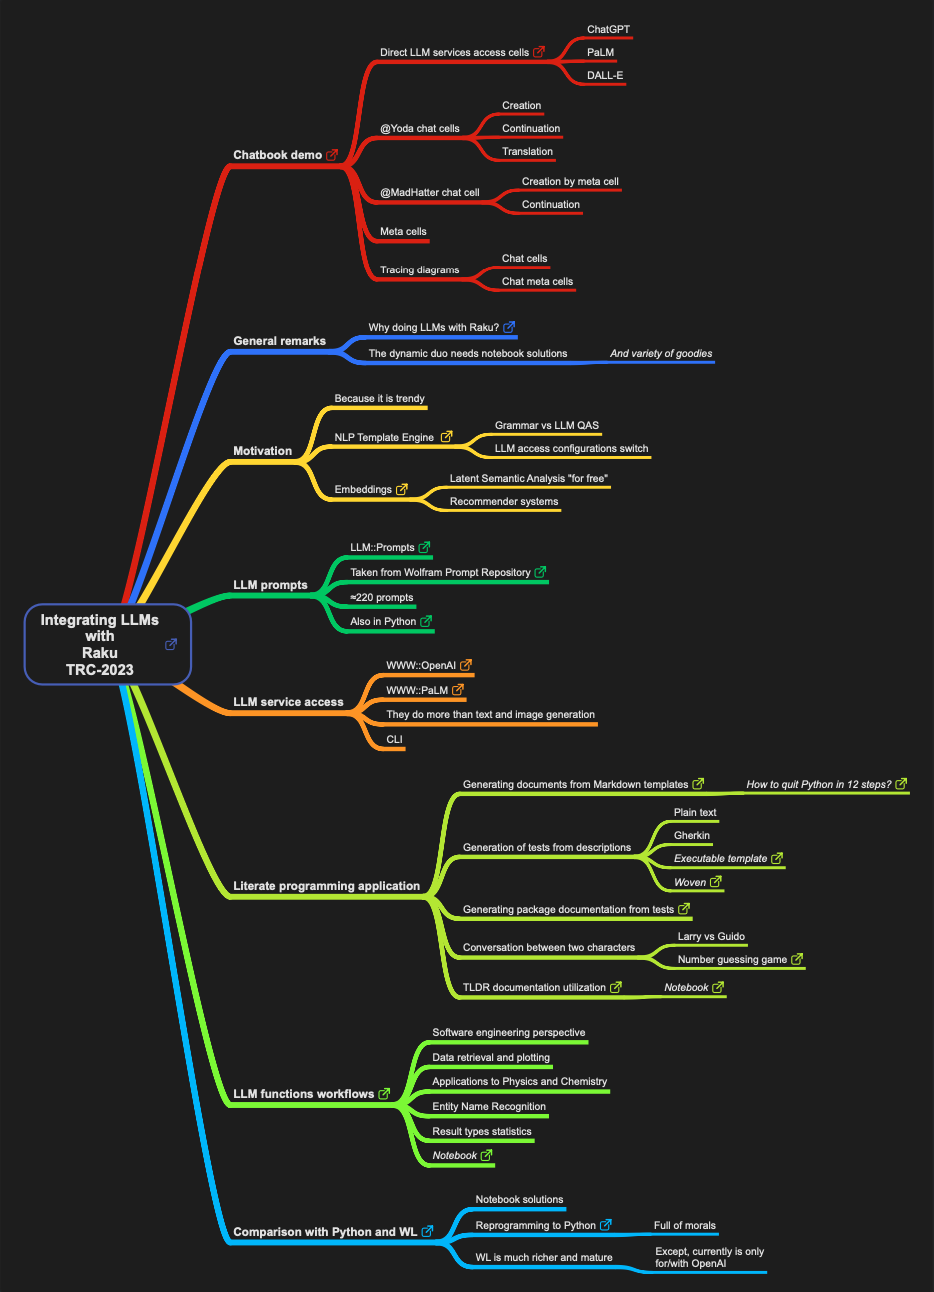 Integrating LLMs
with
Raku
TRC-2023
Chatbook demo
Direct LLM services access cells
ChatGPT
PaLM
DALL-E
@Yoda chat cells
Creation
Continuation
Translation
@MadHatter chat cell
Creation by meta cell
Continuation
Meta cells
Tracing diagrams
Chat cells
Chat meta cells
General remarks
Why doing LLMs with Raku?
The dynamic duo needs notebook solutions
And variety of goodies
Motivation
Because it is trendy
NLP Template Engine
Grammar vs LLM QAS
LLM access configurations switch
Embeddings
Latent Semantic Analysis "for free"
Recommender systems
LLM prompts
LLM::Prompts
Taken from Wolfram Prompt Repository
≈220 prompts
Also in Python
LLM service access
WWW::OpenAI
WWW::PaLM
They do more than text and image generation
CLI
Literate programming application
Generating documents from Markdown templates
How to quit Python in 12 steps?
Generation of tests from descriptions
Plain text
Gherkin
Executable template
Woven
Generating package documentation from tests
Conversation between two characters
Larry vs Guido
Number guessing game
TLDR documentation utilization
Notebook
LLM functions workflows
Software engineering perspective
Data retrieval and plotting
Applications to Physics and Chemistry
Entity Name Recognition
Result types statistics
Notebook
Comparison with Python and WL
Notebook solutions
Reprogramming to Python
Full of morals
WL is much richer and mature
Except, currently is only
for/with OpenAI